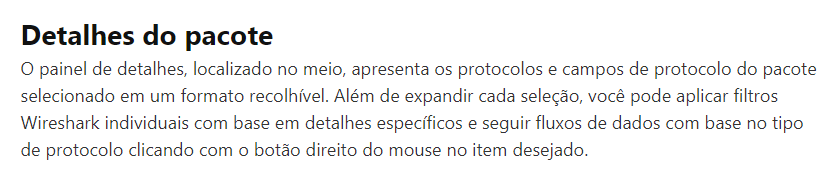 Detalhes do pacote
O painel de detalhes, localizado no meio, apresenta os protocolos e campos de protocolo do pacote
selecionado em um formato recolhível. Além de expandir cada seleção, você pode aplicar filtros
Wireshark individuais com base em detalhes específicos e seguir fluxos de dados com base no tipo
de protocolo clicando com o botão direito do mouse no item desejado.